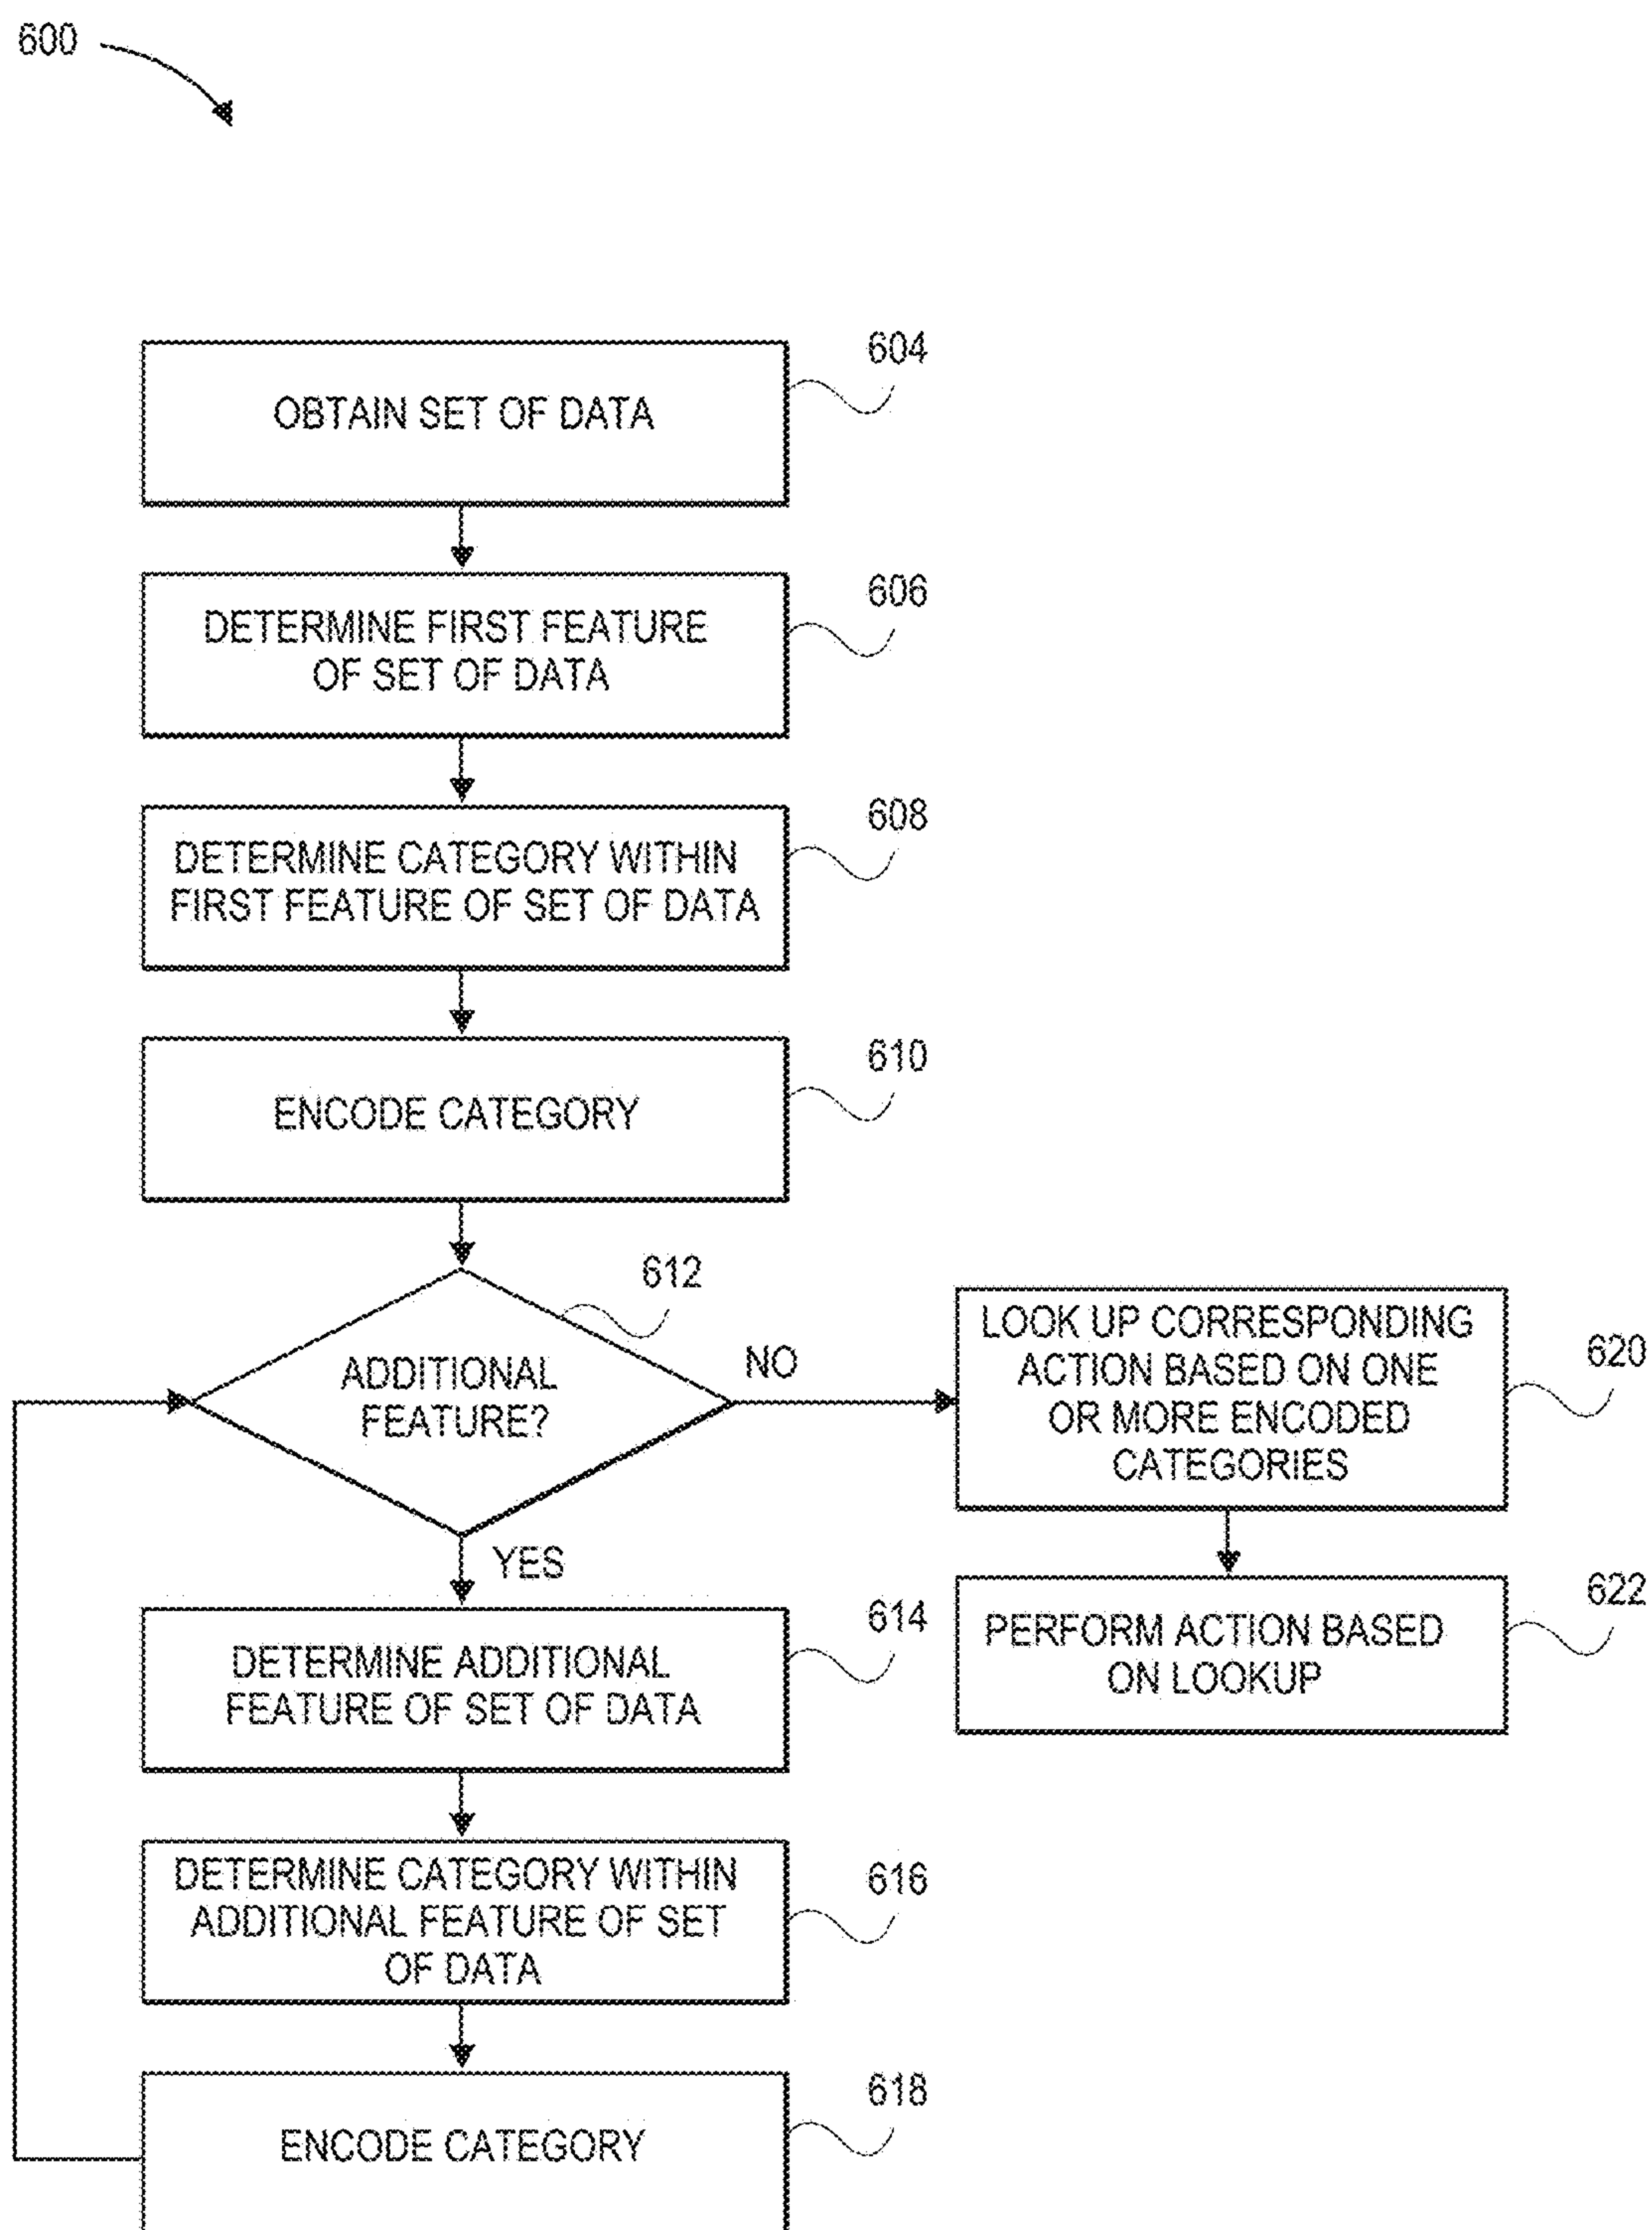 600
604
OBTAIN SET OF DATA
606
DETERMINE FIRST FEATURE
OF SET OF DATA
608
DETERMINE CATEGORY WITHIN
FIRST FEATURE OF SET OF DATA
610
ENCODE CATEGORY
612
ADDITIONAL
FEATURE?
NO
YES
LOOK UP CORRESPONDING
ACTION BASED ON ONE
OR MORE ENCODED
CATEGORIES
620
PERFORM ACTION BASED
ON LOOKUP
622
614
DETERMINE ADDITIONAL
FEATURE OF SET OF DATA
616
DETERMINE CATEGORY WITHIN
ADDITIONAL FEATURE OF SET
OF DATA
618
ENCODE CATEGORY